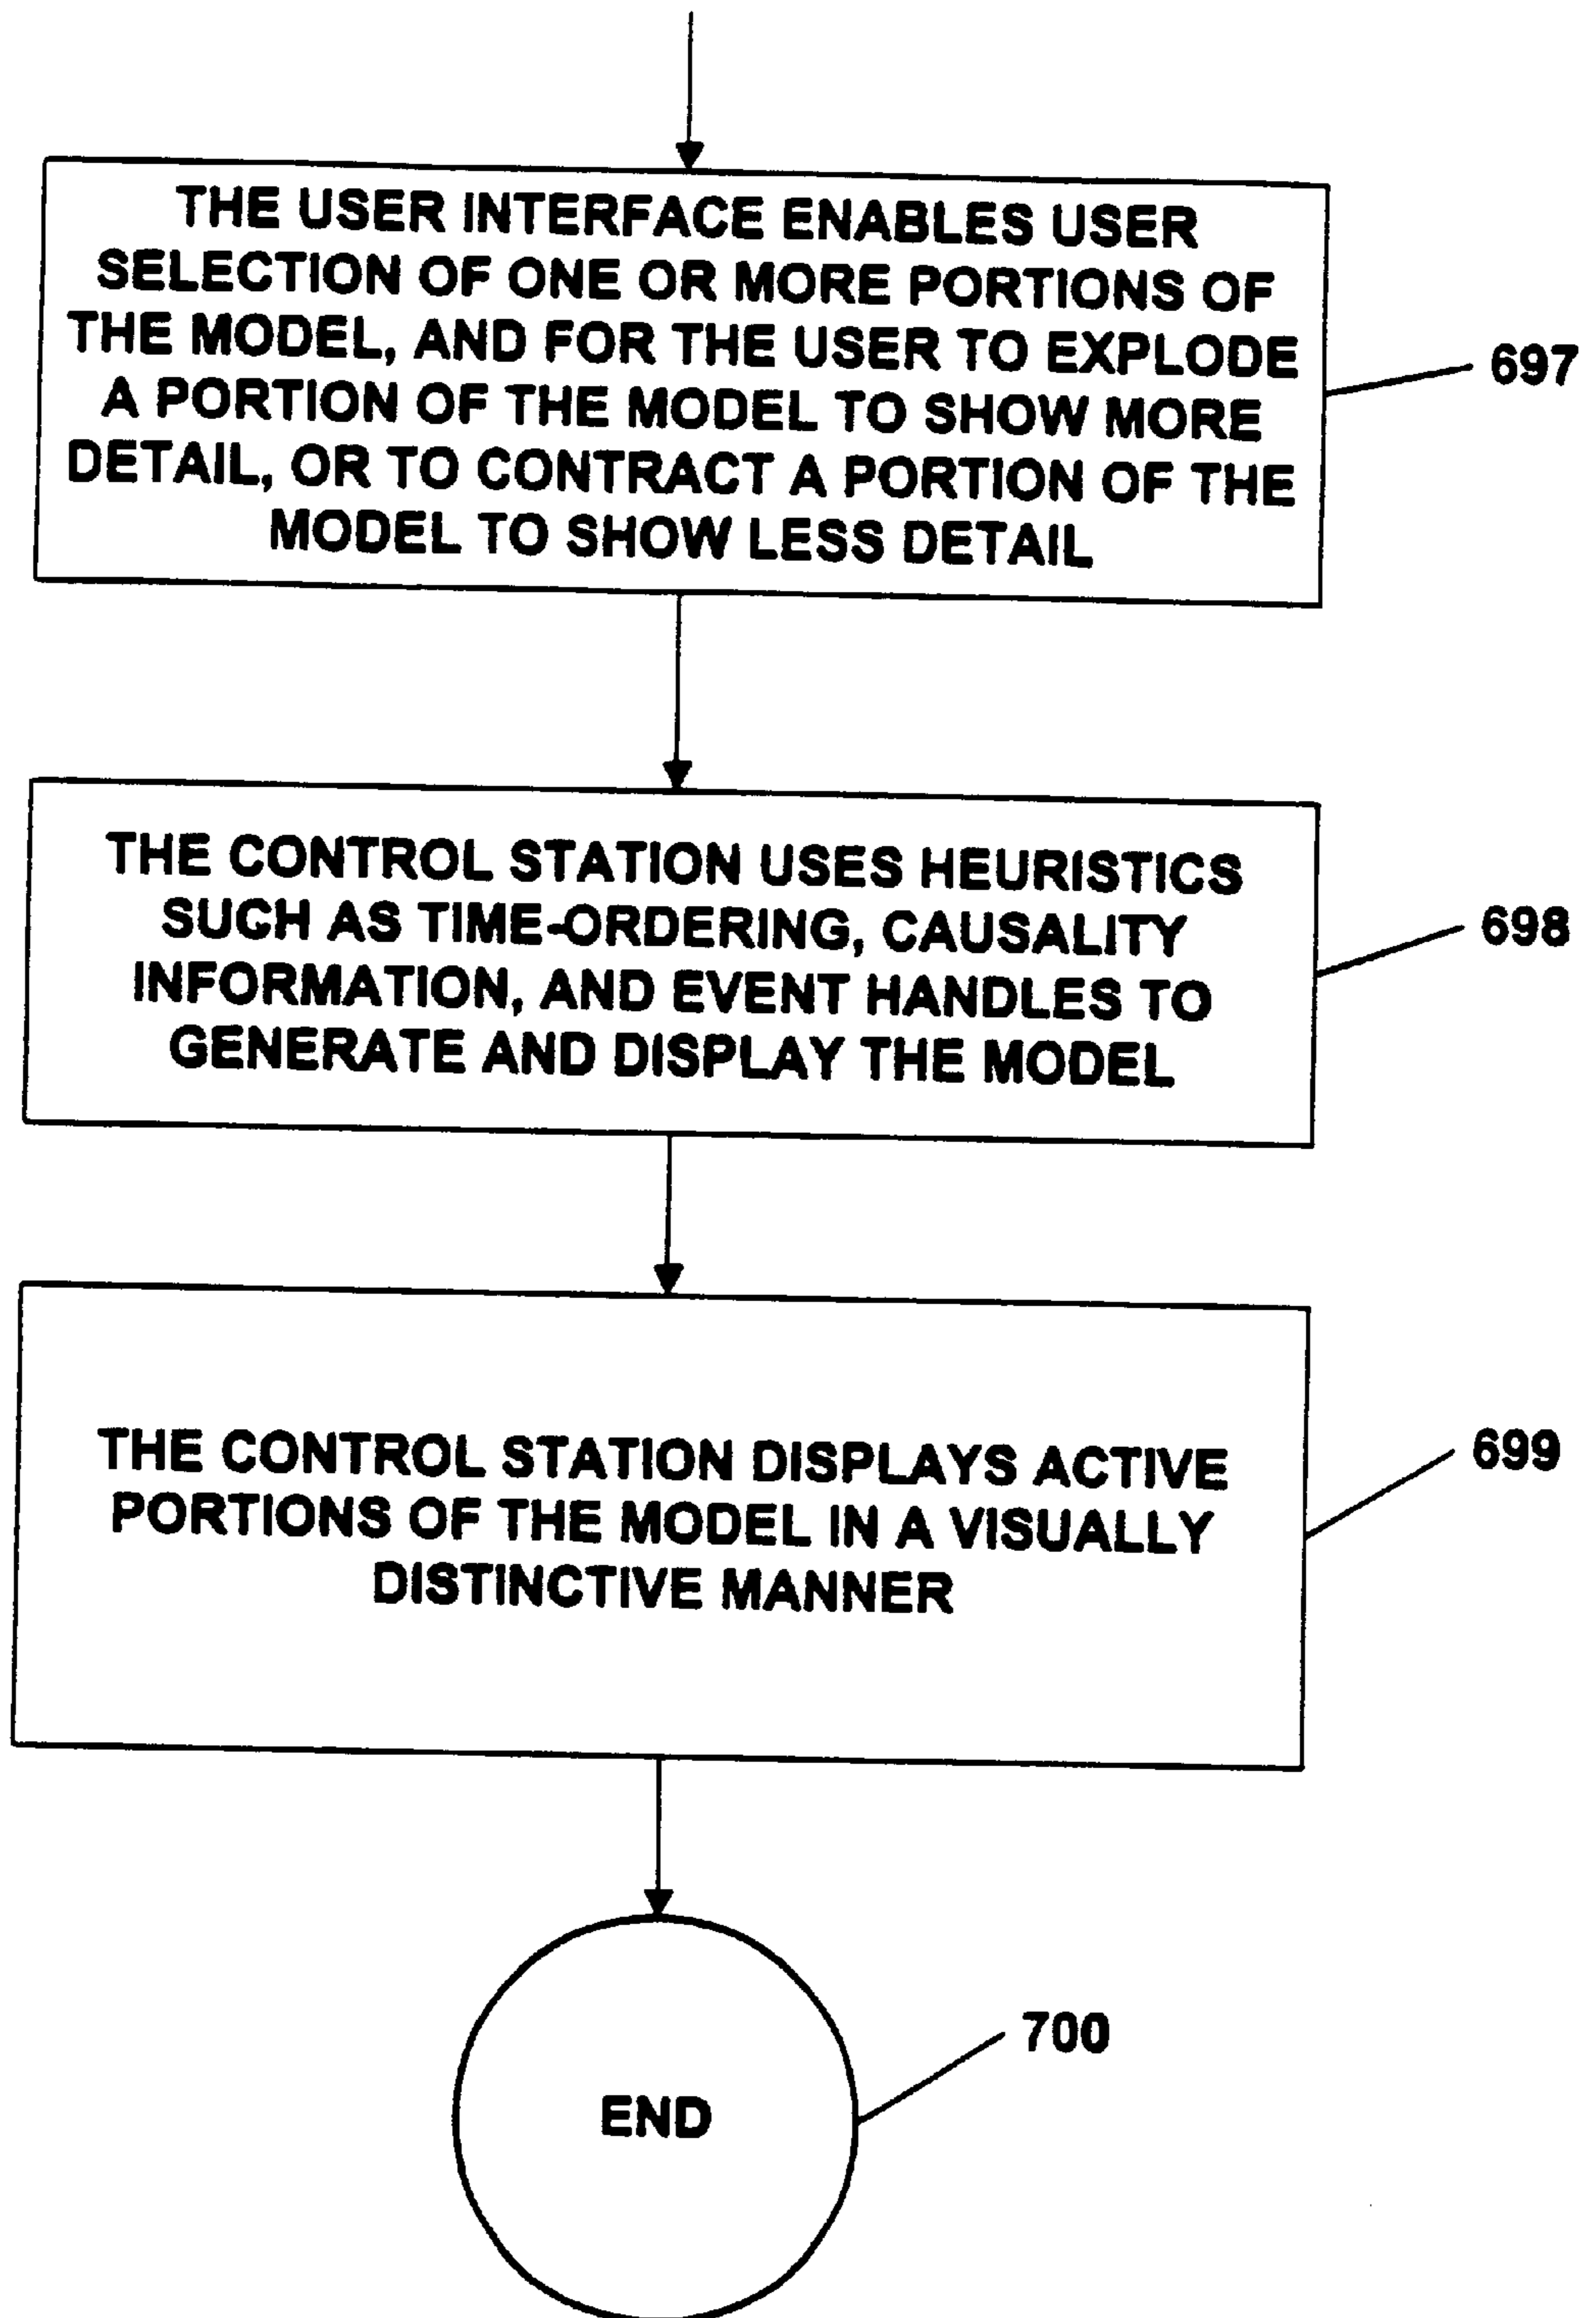 THE USER INTERFACE ENABLES USER
SELECTION OF ONE OR MORE PORTIONS OF
THE MODEL, AND FOR THE USER TO EXPLODE
A PORTION OF THE MODEL TO SHOW MORE
DETAIL, OR TO CONTRACT A PORTION OF THE
MODEL TO SHOW LESS DETAIL
697
THE CONTROL STATION USES HEURISTICS
SUCH AS TIME-ORDERING, CAUSALITY
INFORMATION, AND EVENT HANDLES TO
GENERATE AND DISPLAY THE MODEL
698
THE CONTROL STATION DISPLAYS ACTIVE
PORTIONS OF THE MODEL IN A VISUALLY
DISTINCTIVE MANNER
699
END
700